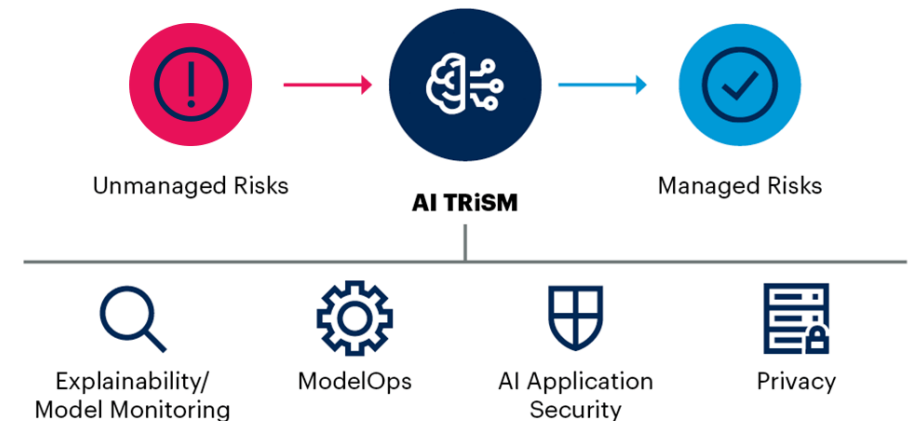 Unmanaged Risks
AI TRiSM
Managed Risks
Explainability/
Model Monitoring
ModelOps
AI Application
Security
Privacy